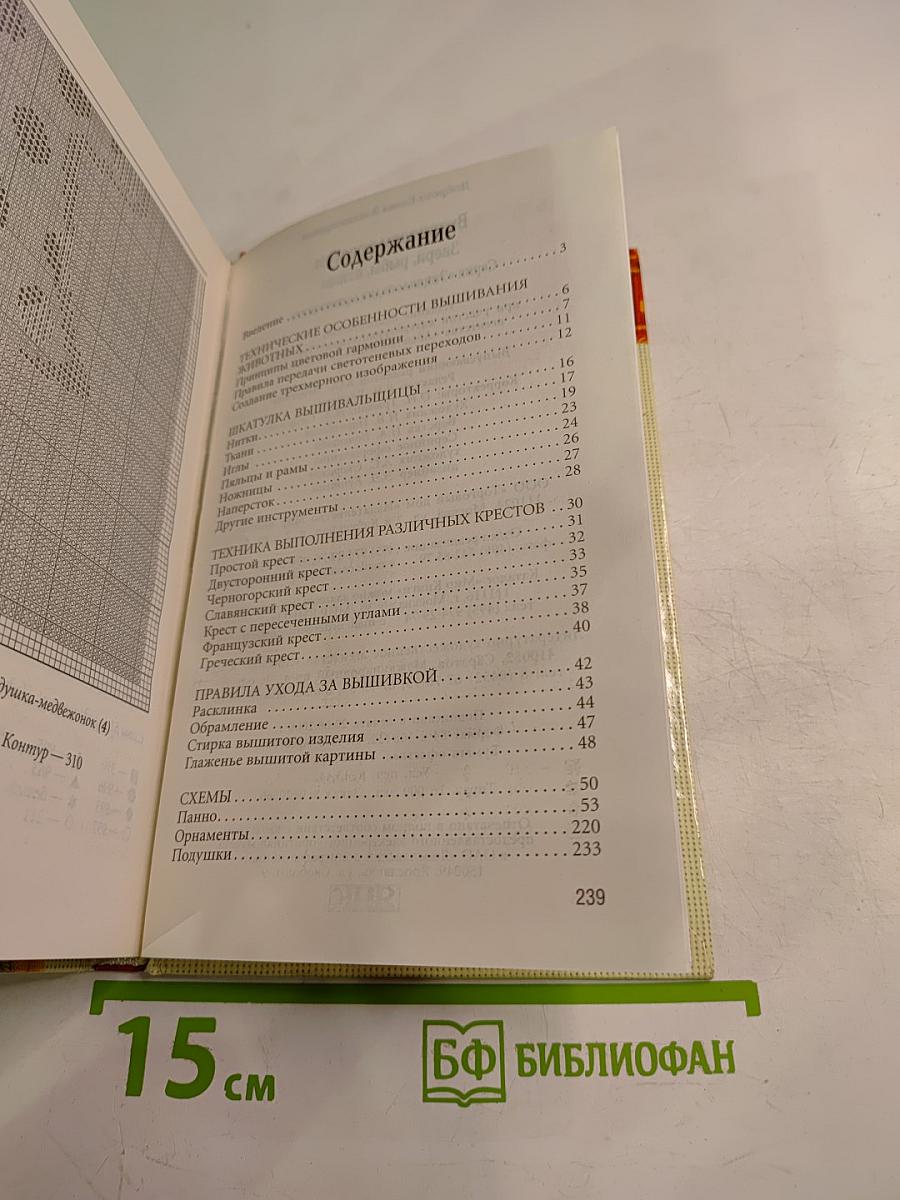 душка-медвежонок (4)
Контур — 310
Содержание
Введение 3
ТЕХНИЧЕСКИЕ ОСОБЕННОСТИ ВЫШИВАНИЯ
ЖИВОТНЫХ 6
Принципы цветовой гармонии 7
Правила передачи светотеневых переходов 11
Создание трехмерного изображения 12
ШКАТУЛКА ВЫШИВАЛЬЩИЦЫ 16
Нитки 17
Ткани 19
Иглы 23
Пяльцы и рамы 24
Ножницы 26
Наперсток 27
Другие инструменты 28
ТЕХНИКА ВЫПОЛНЕНИЯ РАЗЛИЧНЫХ КРЕСТОВ 30
Простой крест 31
Двусторонний крест 32
Черногорский крест 33
Славянский крест 35
Крест с пересеченными углами 37
Французский крест 38
Греческий крест 40
ПРАВИЛА УХОДА ЗА ВЫШИВКОЙ 42
Расклинка 43
Обрамление 44
Стирка вышитого изделия 47
Глаженье вышитой картины 48
СХЕМЫ 50
Панно 53
Орнаменты 220
Подушки 233
239
15 см
БФ БИБЛИОФАН